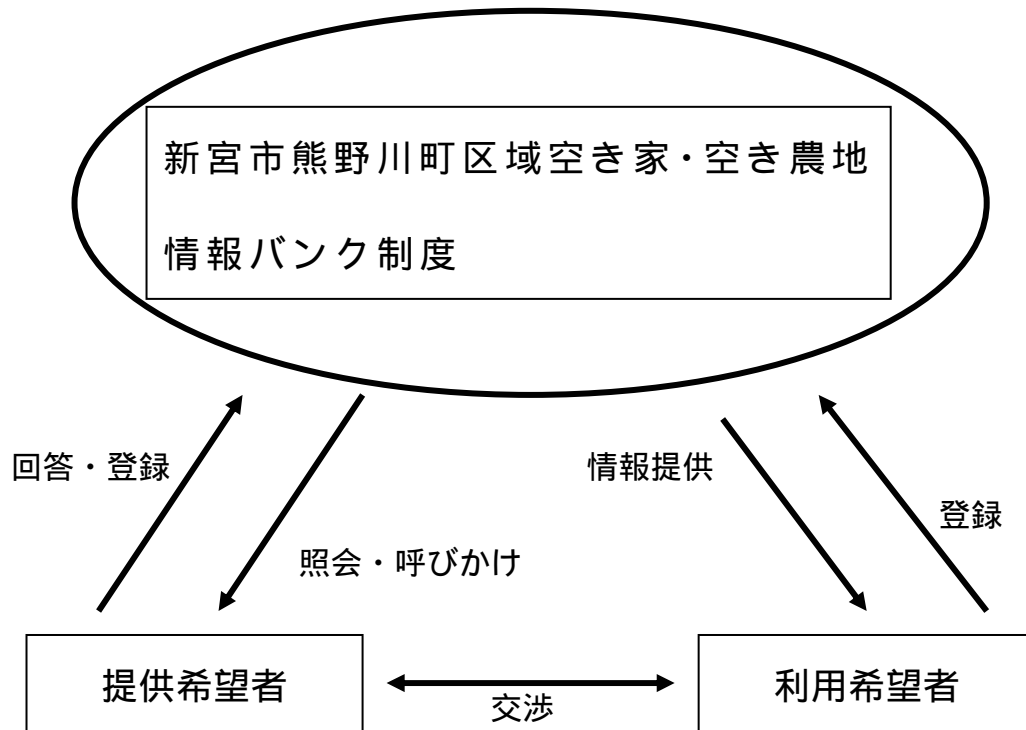 新宮市熊野川町区域空き家・空き農地
情報バンク制度
回答・登録
情報提供
登録
照会・呼びかけ
提供希望者
交渉
利用希望者